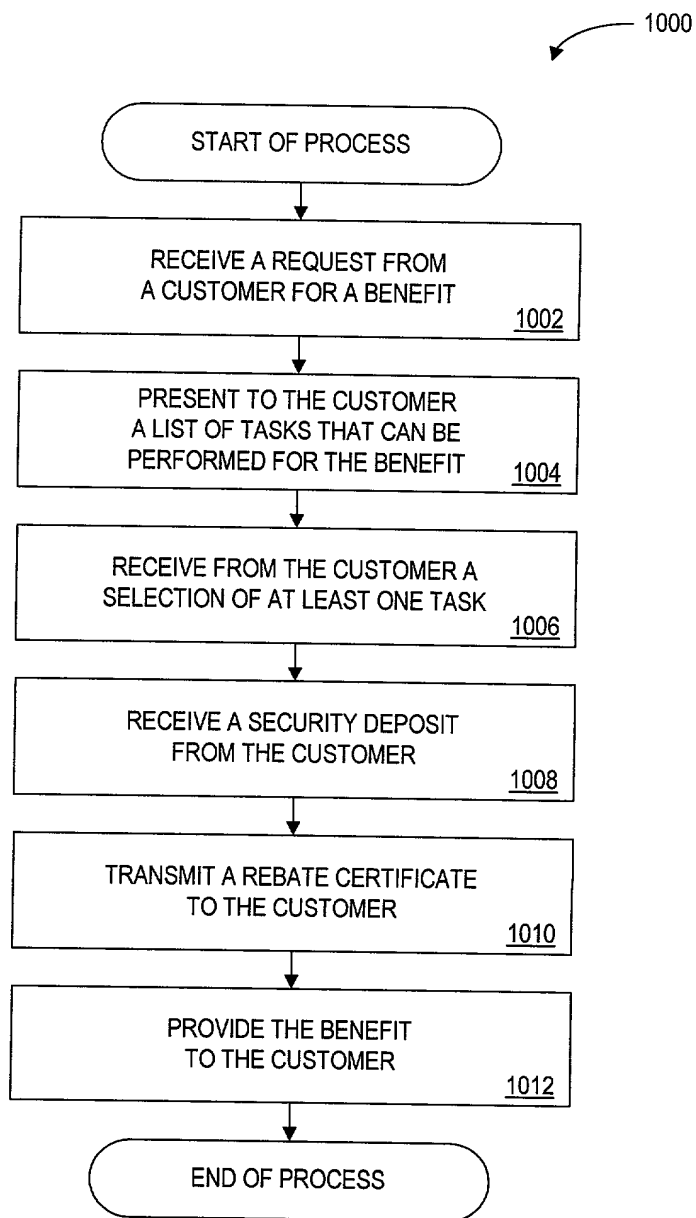 1000
START OF PROCESS
RECEIVE A REQUEST FROM
A CUSTOMER FOR A BENEFIT
1002
PRESENT TO THE CUSTOMER
A LIST OF TASKS THAT CAN BE
PERFORMED FOR THE BENEFIT
1004
RECEIVE FROM THE CUSTOMER A
SELECTION OF AT LEAST ONE TASK
1006
RECEIVE A SECURITY DEPOSIT
FROM THE CUSTOMER
1008
TRANSMIT A REBATE CERTIFICATE
TO THE CUSTOMER
1010
PROVIDE THE BENEFIT
TO THE CUSTOMER
1012
END OF PROCESS